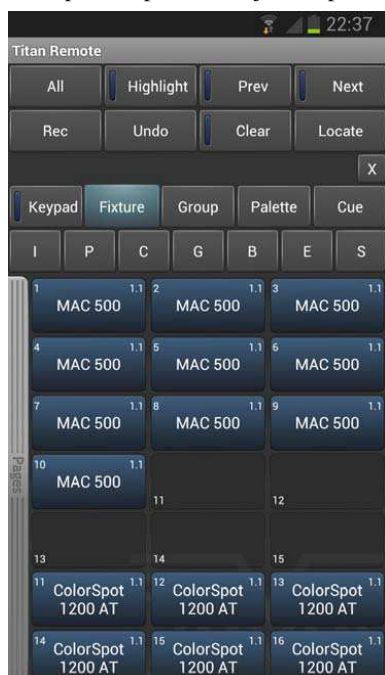 22:37
Titan Remote
All Highlight Prev Next
Rec Undo Clear Locate
X
Keypad Fixture Group Palette Cue
I P C G B E S
1 1.1 2 1.1 3 1.1
MAC 500 MAC 500 MAC 500
4 1.1 5 1.1 6 1.1
MAC 500 MAC 500 MAC 500
7 1.1 8 1.1 9 1.1
MAC 500 MAC 500 MAC 500
Pages
10 1.1
MAC 500
11 12
13 14 15
11 1.1 12 1.1 13 1.1
ColorSpot ColorSpot ColorSpot
1200 AT 1200 AT 1200 AT
14 1.1 15 1.1 16 1.1
ColorSpot ColorSpot ColorSpot
1200 AT 1200 AT 1200 AT